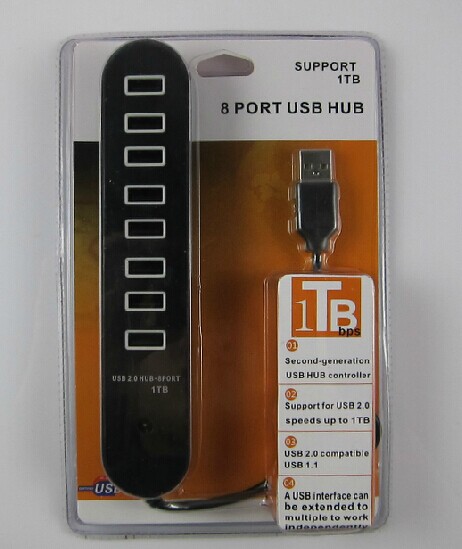 SUPPORT
1TB
8 PORT USB HUB
USB 2.0 HUB-8PORT
1TB
USB
1TB
bps
01
Second-generation
USB HUB controller
02
Support for USB 2.0
speeds up to 1TB
03
USB 2.0 compatible
USB 1.1
04
A USB interface can
be extended to
multiple to work
independently